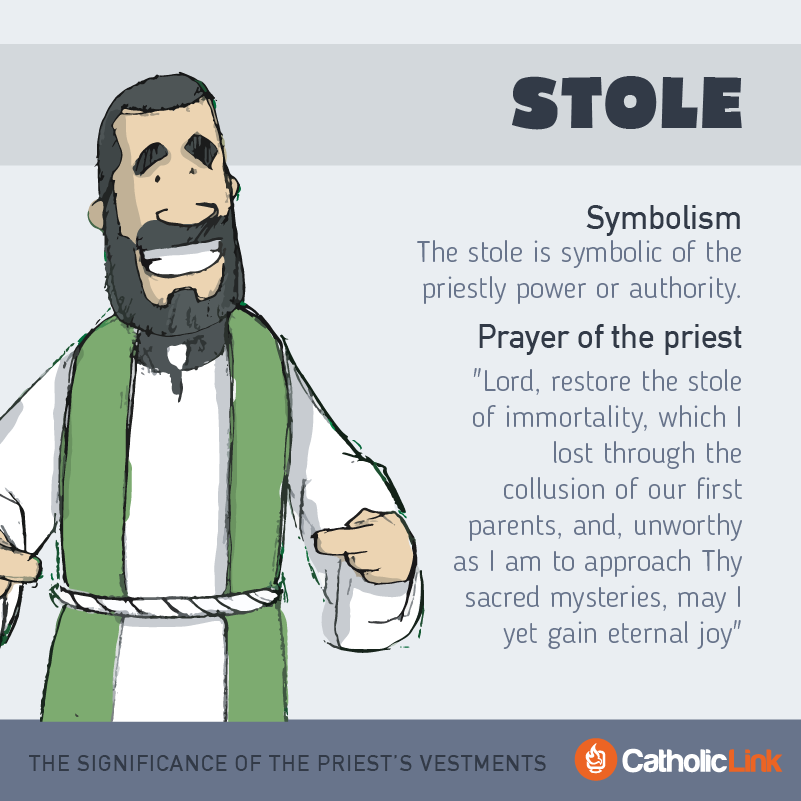 STOLE
Symbolism
The stole is symbolic of the
priestly power or authority.
Prayer of the priest
"Lord, restore the stole
of immortality, which I
lost through the
collusion of our first
parents, and, unworthy
as I am to approach Thy
sacred mysteries, may I
yet gain eternal joy"
THE SIGNIFICANCE OF THE PRIEST'S VESTMENTS
CatholicLink